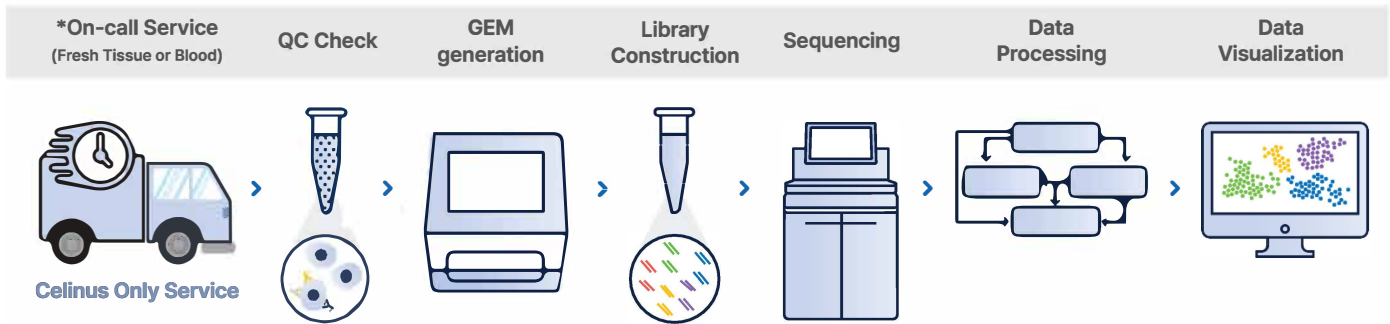 *On-call Service
(Fresh Tissue or Blood)
QC Check
GEM
generation
Library
Construction
Sequencing
Data
Processing
Data
Visualization
Celinus Only Service